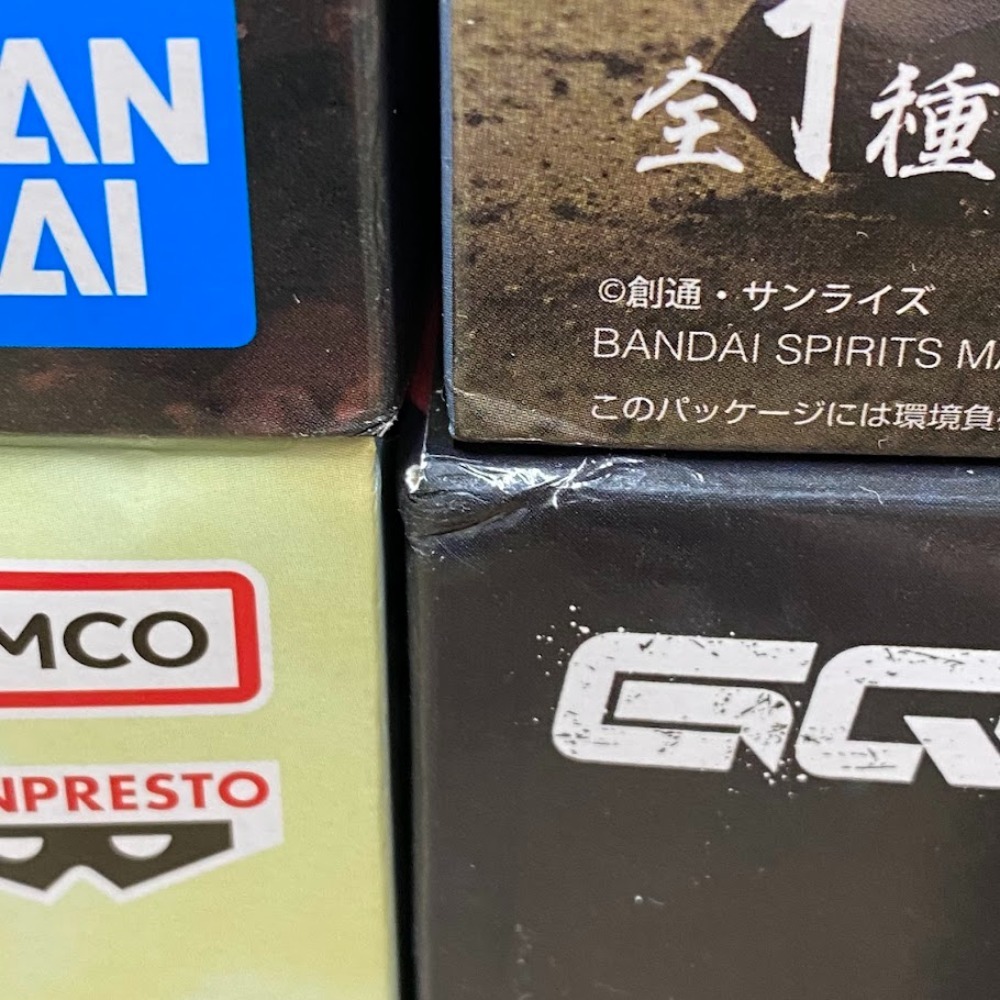 AN
AI
全1種
©創通・サンライズ
BANDAI SPIRITS MA
このパッケージには環境負
MCO
NPRESTO
GQ